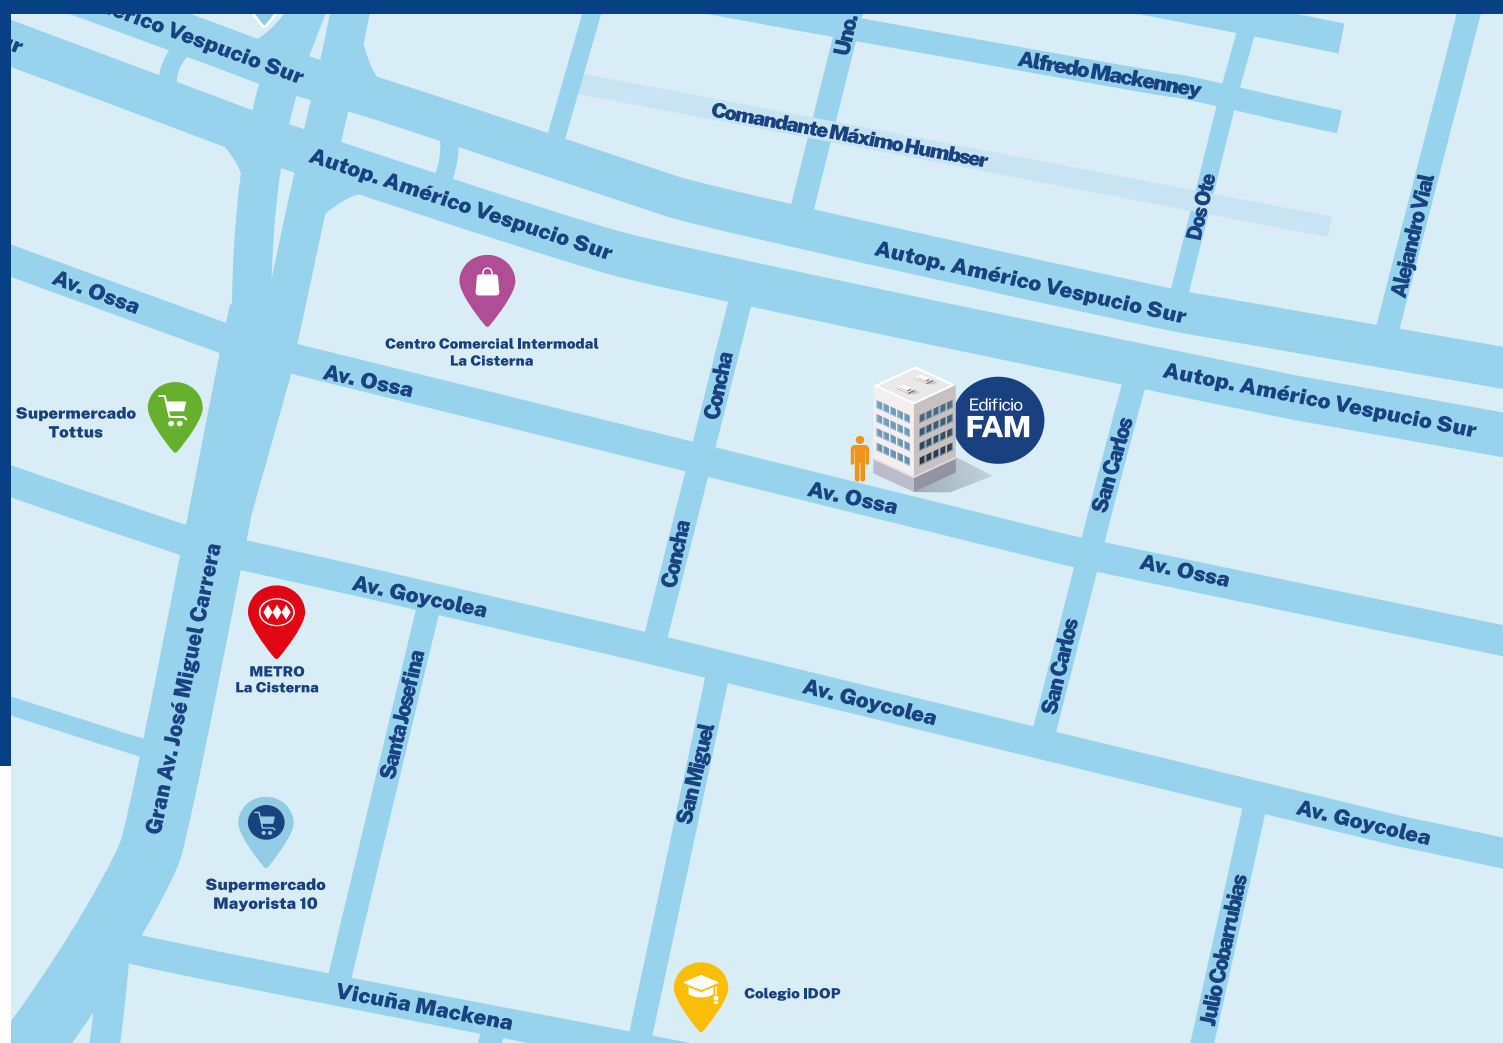 érico Vespucio Sur
ur
Uno.
Alfredo Mackenney
Comandante Máximo Humbser
Autop. Américo Vespucio Sur
Dos Ote
Alejandro Vial
Autop. Américo Vespucio Sur
Av. Ossa
Centro Comercial Intermodal
La Cisterna
Av. Ossa
Concha
Autop. Américo Vespucio Sur
Supermercado
Tottus
Edificio
FAM
San Carlos
Av. Ossa
Concha
Av. Ossa
Av. Goycolea
Gran Av. José Miguel Carrera
METRO
La Cisterna
Santa Josefina
San Carlos
Av. Goycolea
San Miguel
Av. Goycolea
Supermercado
Mayorista 10
Julio Cobarrubias
Vicuña Mackena
Colegio IDOP